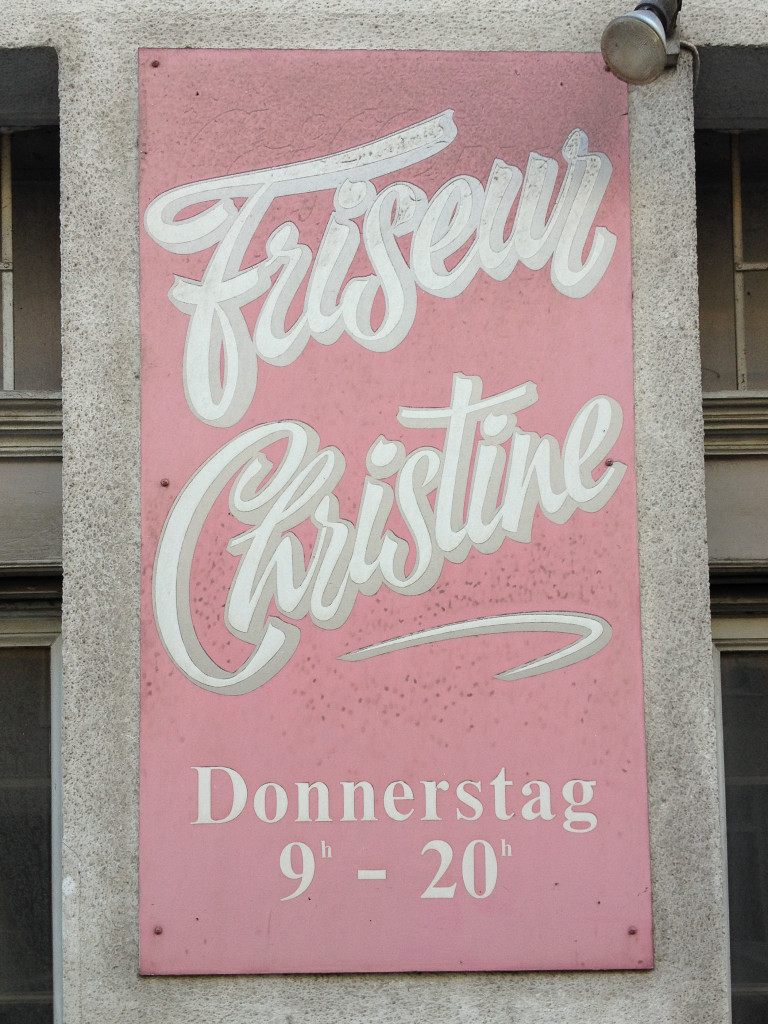 Friseur
Christine
Donnerstag
9h - 20h